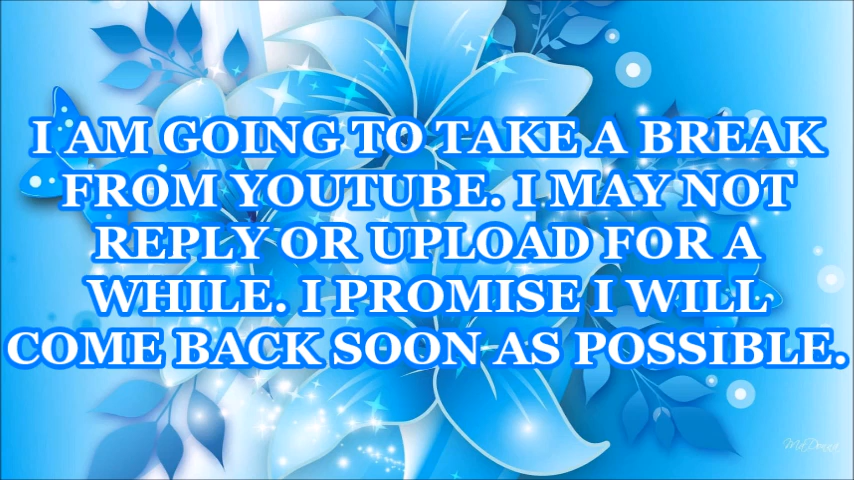 I AM GOING TO TAKE A BREAK
FROM YOUTUBE. I MAY NOT
REPLY OR UPLOAD FOR A
WHILE. I PROMISE I WILL
COME BACK SOON AS POSSIBLE.
MaDonna